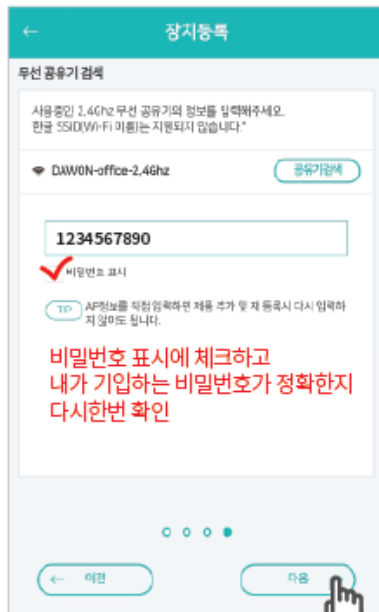 장치등록
무선 공유기 검색
사용중인 2.4Ghz 무선 공유기의 정보를 입력해주세요.
한글 SSID(Wi-Fi 이름)는 지원되지 않습니다."
DAWON-office-2.4Ghz
공유기검색
1234567890
비밀번호 표시
TIP
AP정보를 직접 입력하면 제품 추가 및 재 등록시 다시 입력하
지 않아도 됩니다.
비밀번호 표시에 체크하고
내가 기입하는 비밀번호가 정확한지
다시한번 확인
이전
다음